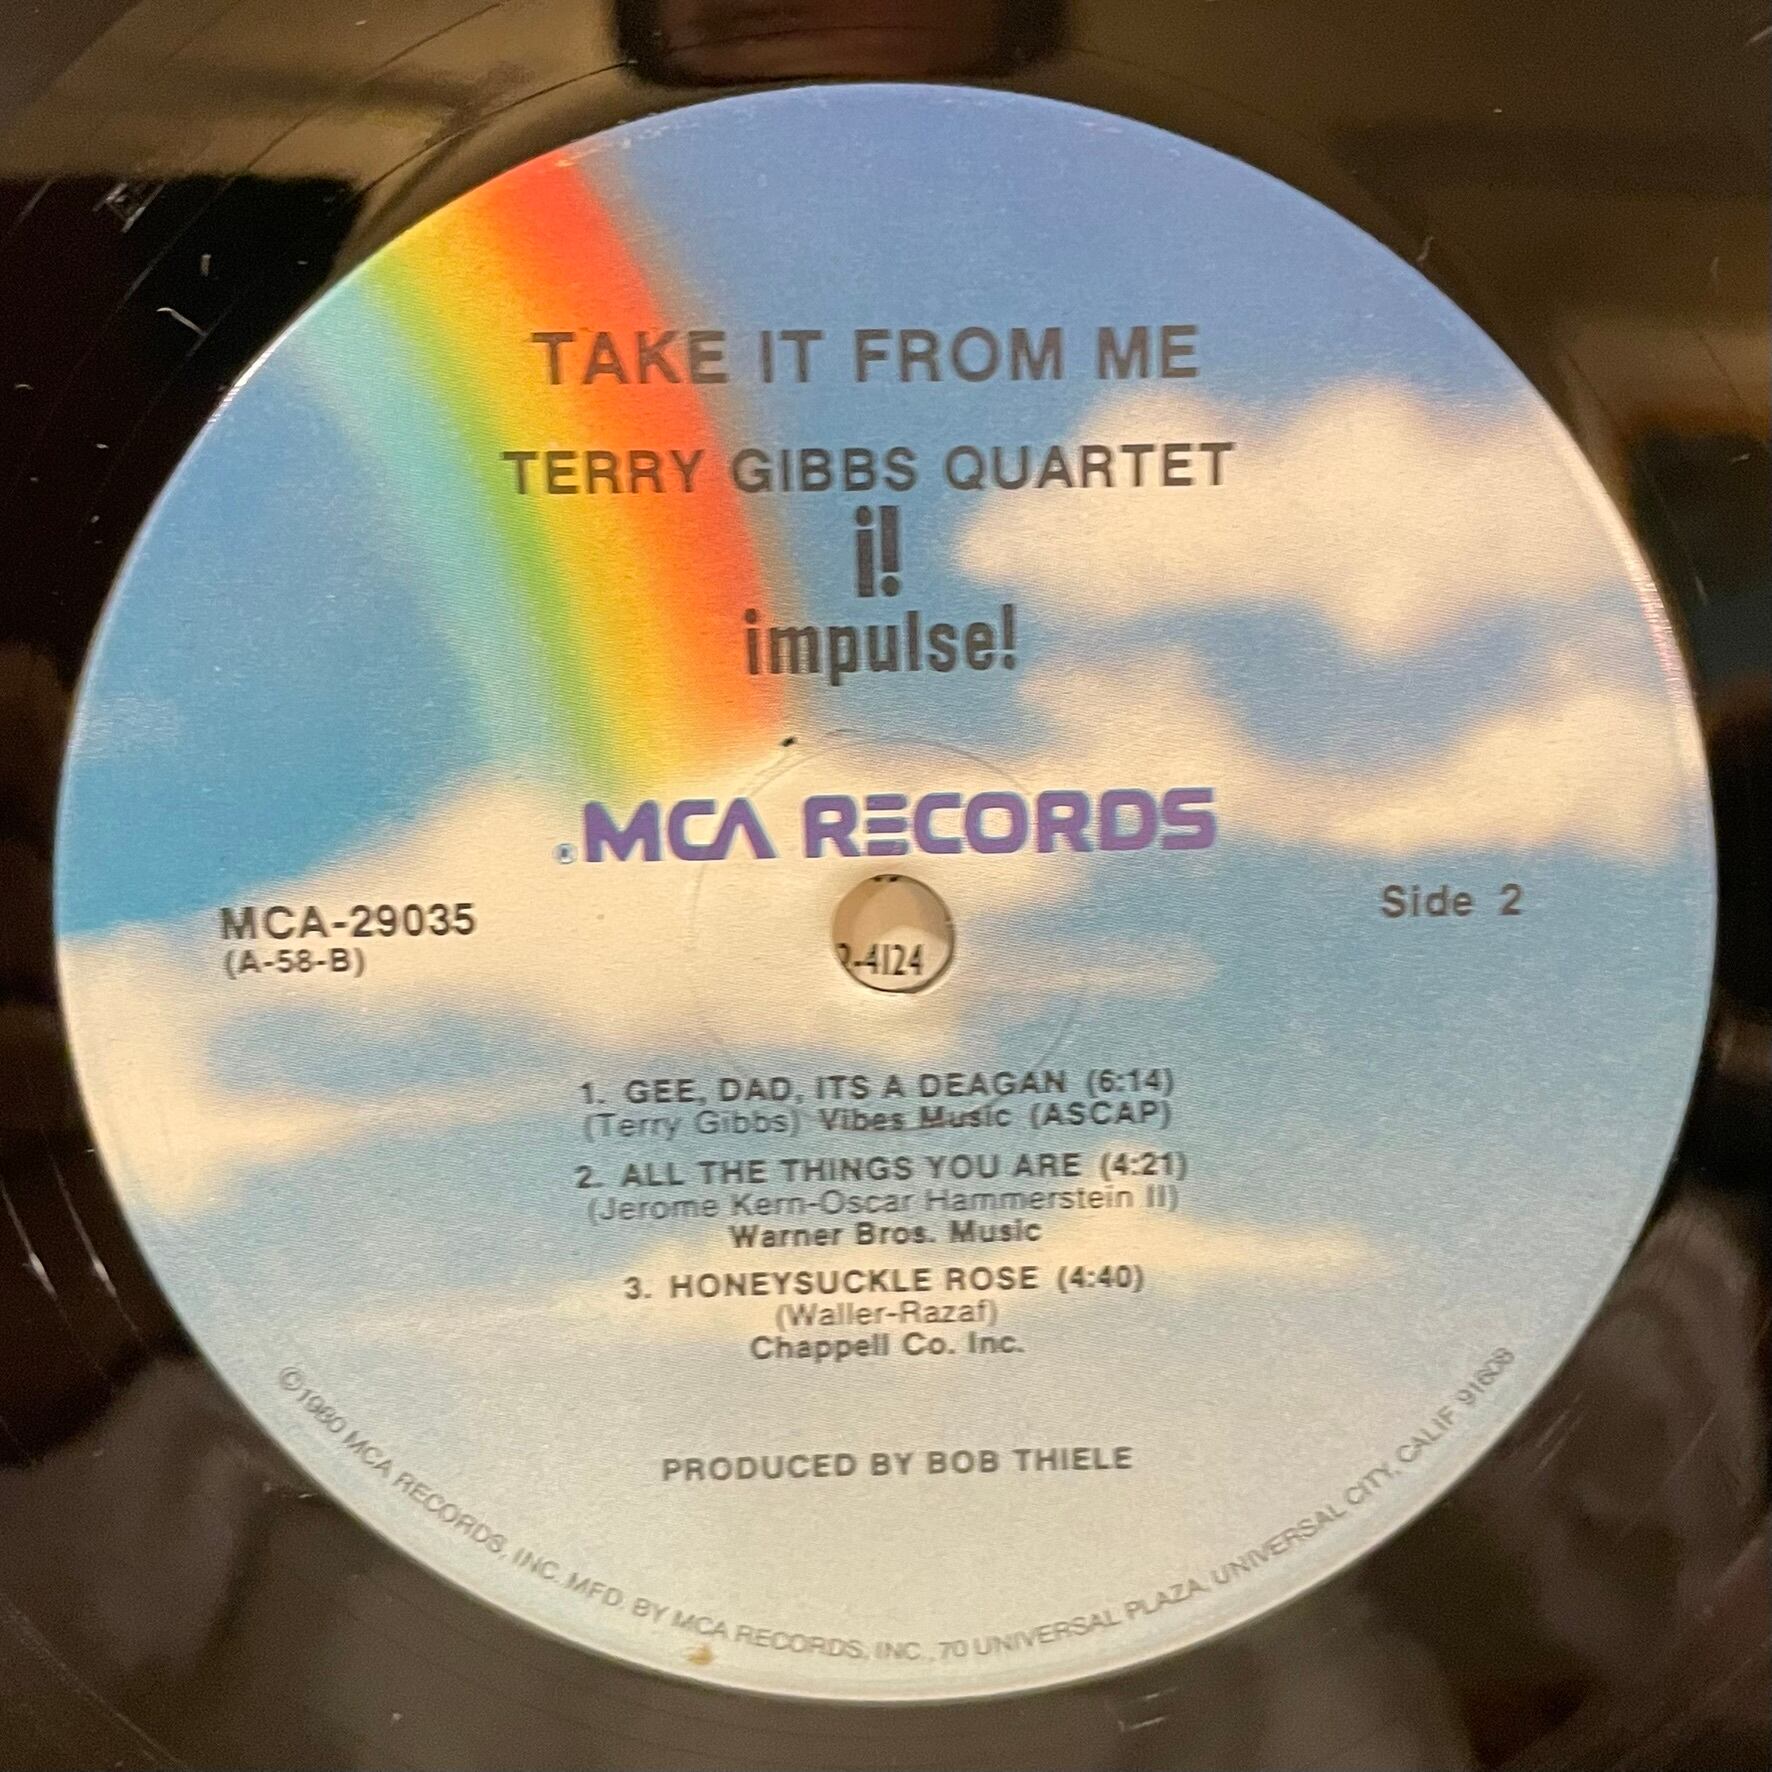 TAKE IT FROM ME
TERRY GIBBS QUARTET
i!
impulse!
® MCA RECORDS
MCA-29035
(A-58-B)
Side 2
-4124
1. GEE, DAD, ITS A DEAGAN (6:14)
(Terry Gibbs) Vibes Music (ASCAP)
2. ALL THE THINGS YOU ARE (4:21)
(Jerome Kern-Oscar Hammerstein II)
Warner Bros. Music
3. HONEYSUCKLE ROSE (4:40)
(Waller-Razaf)
Chappell Co. Inc.
PRODUCED BY BOB THIELE
©1980 MCA RECORDS, INC. MFD. BY MCA RECORDS, INC., 70 UNIVERSAL PLAZA, UNIVERSAL CITY, CALIF 91608